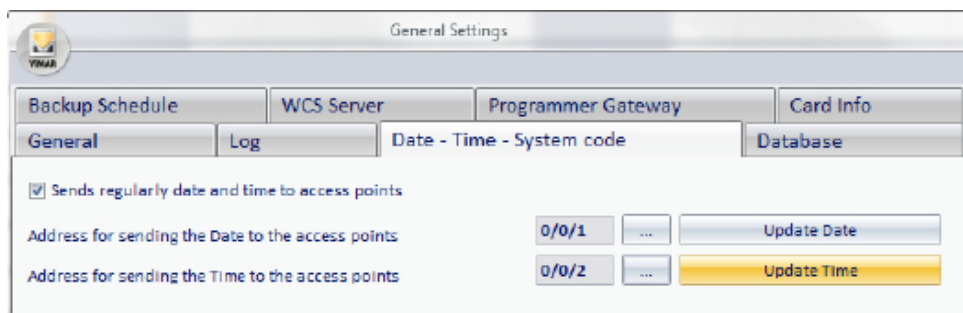 General Settings
VIMAR
Backup Schedule WCS Server Programmer Gateway Card Info
General Log Date - Time - System code Database
Sends regularly date and time to access points
Address for sending the Date to the access points 0/0/1 ... Update Date
Address for sending the Time to the access points 0/0/2 ... Update Time